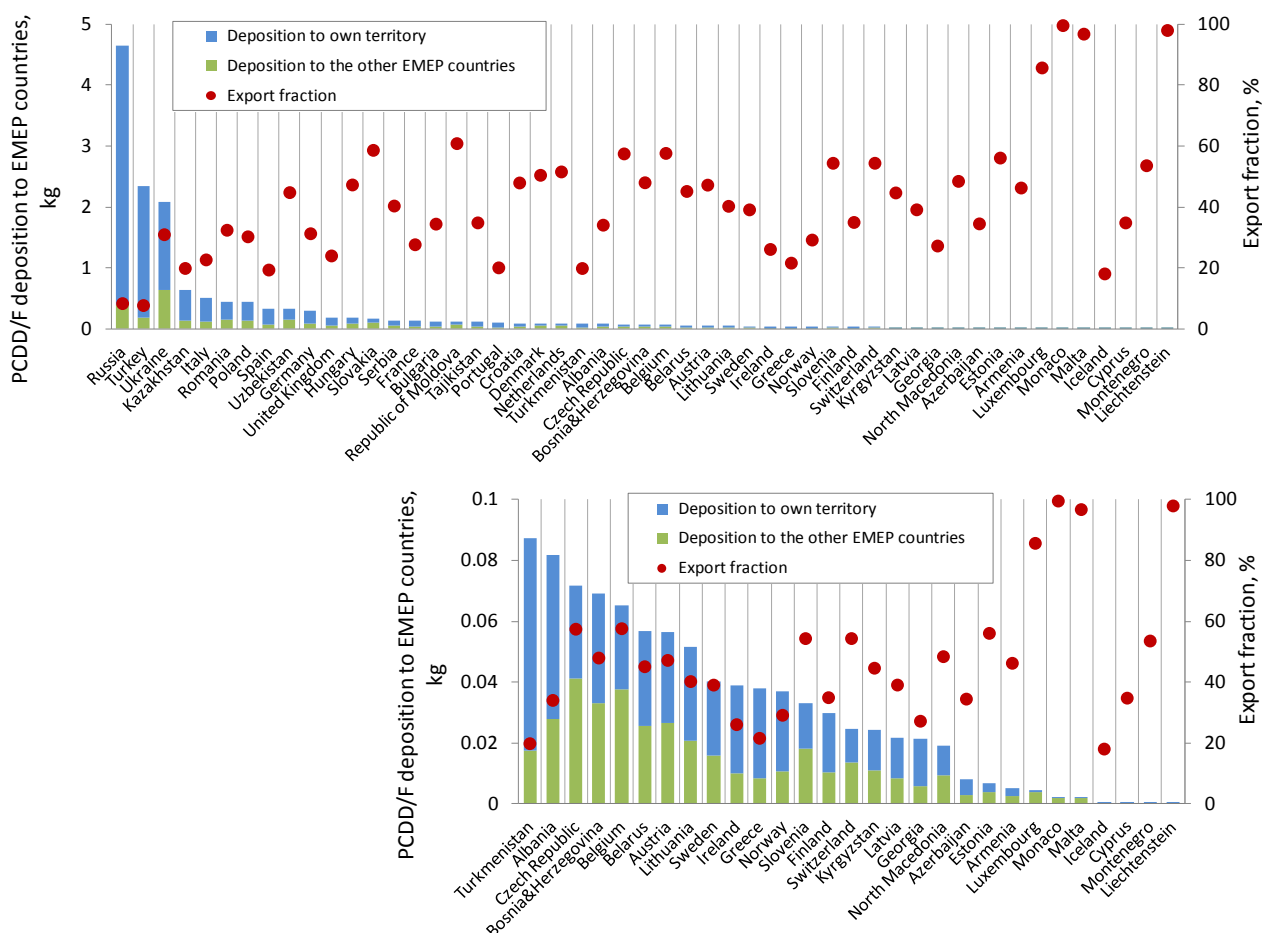 PCDD/F deposition to EMEP countries,
kg
5
4
3
2
1
0
Deposition to own territory
Deposition to the other EMEP countries
Export fraction
100
80
60
40
20
0
Export fraction, %
Russia
Turkey
Ukraine
Kazakhstan
Italy
Romania
Poland
Spain
Uzbekistan
Germany
United Kingdom
Hungary
Slovakia
Serbia
France
Bulgaria
Republic of Moldova
Tajikistan
Portugal
Croatia
Denmark
Netherlands
Turkmenistan
Albania
Czech Republic
Bosnia&Herzegovina
Belgium
Belarus
Austria
Lithuania
Sweden
Ireland
Greece
Norway
Slovenia
Finland
Switzerland
Kyrgyzstan
Latvia
Georgia
North Macedonia
Azerbaijan
Estonia
Armenia
Luxembourg
Monaco
Malta
Iceland
Cyprus
Montenegro
Liechtenstein
PCDD/F deposition to EMEP countries,
kg
0.1
0.08
0.06
0.04
0.02
0
Deposition to own territory
Deposition to the other EMEP countries
Export fraction
100
80
60
40
20
0
Export fraction, %
Turkmenistan
Albania
Czech Republic
Bosnia&Herzegovina
Belgium
Belarus
Austria
Lithuania
Sweden
Ireland
Greece
Norway
Slovenia
Finland
Switzerland
Kyrgyzstan
Latvia
Georgia
North Macedonia
Azerbaijan
Estonia
Armenia
Luxembourg
Monaco
Malta
Iceland
Cyprus
Montenegro
Liechtenstein